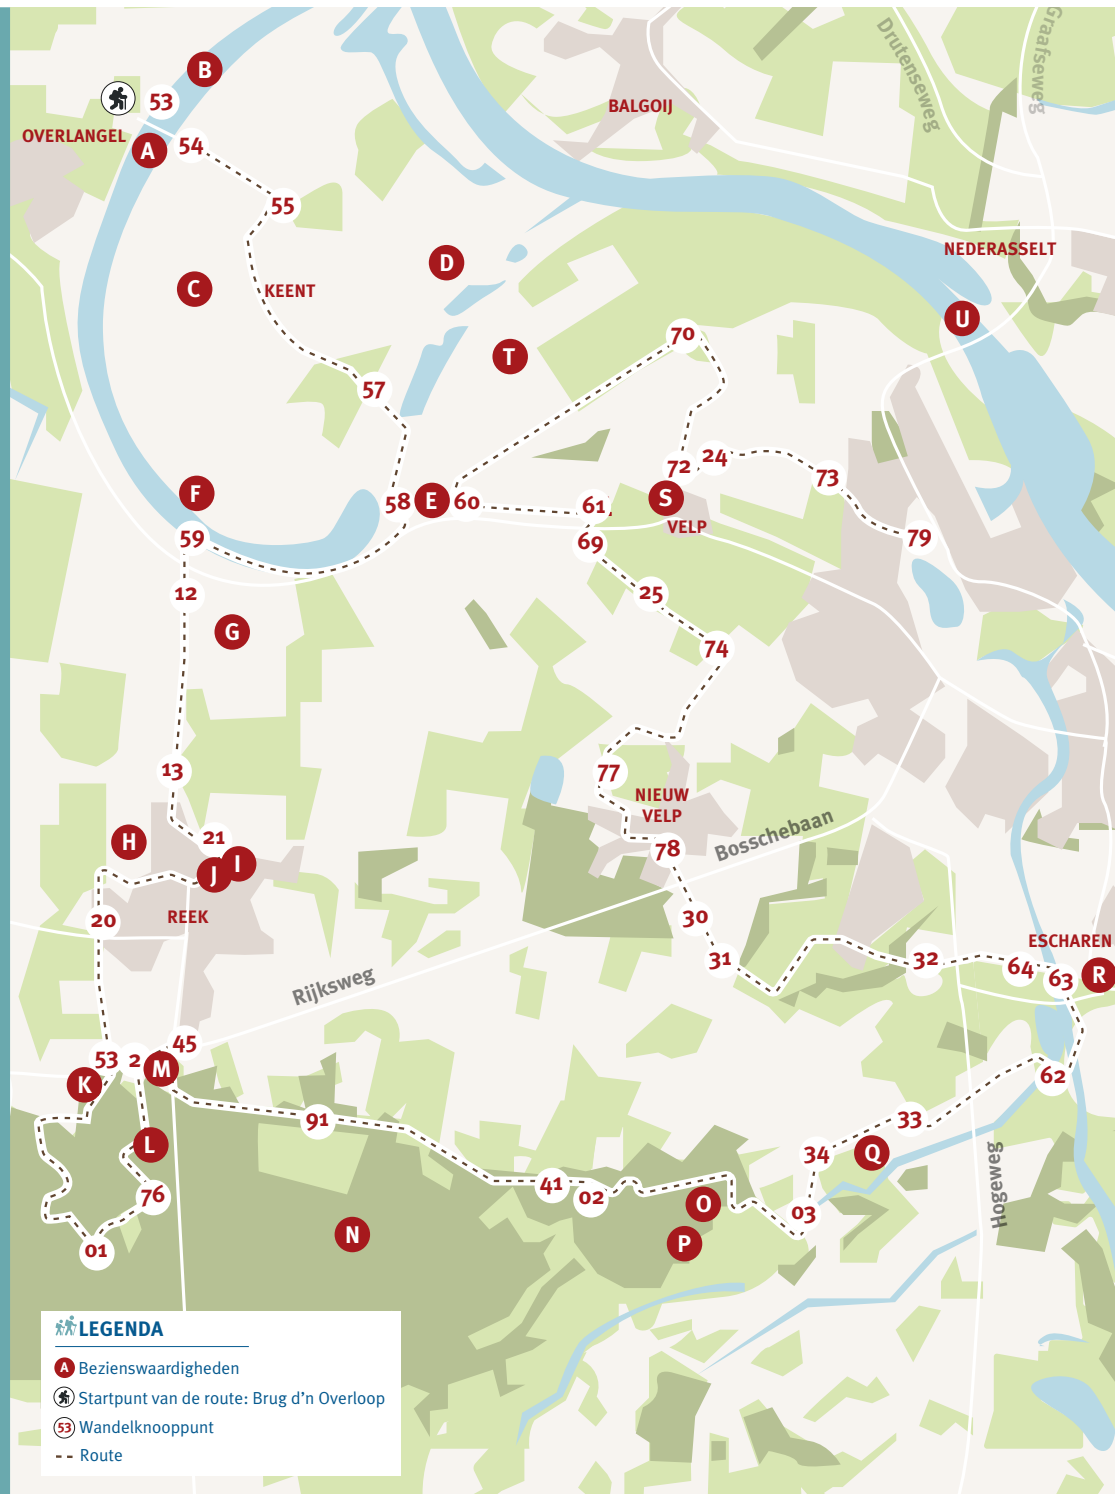 Drutenseweg
Graafseweg
B
53
BALGOIJ
OVERLANGEL
A
54
55
NEDERASSELT
D
C
KEENT
U
70
T
57
24
72
73
F
58
E
60
S
61
VELP
59
79
69
12
25
G
74
13
77
NIEUW
VELP
Bosschebaan
21
H
78
I
J
20
REEK
30
ESCHAREN
31
32
64
63
R
Rijksweg
45
53
2
M
K
62
91
33
L
34
Q
Hogeweg
41
76
02
O
03
N
P
01
LEGENDA
A Bezienswaardigheden
Startpunt van de route: Brug d’n Overloop
53 Wandelknooppunt
Route